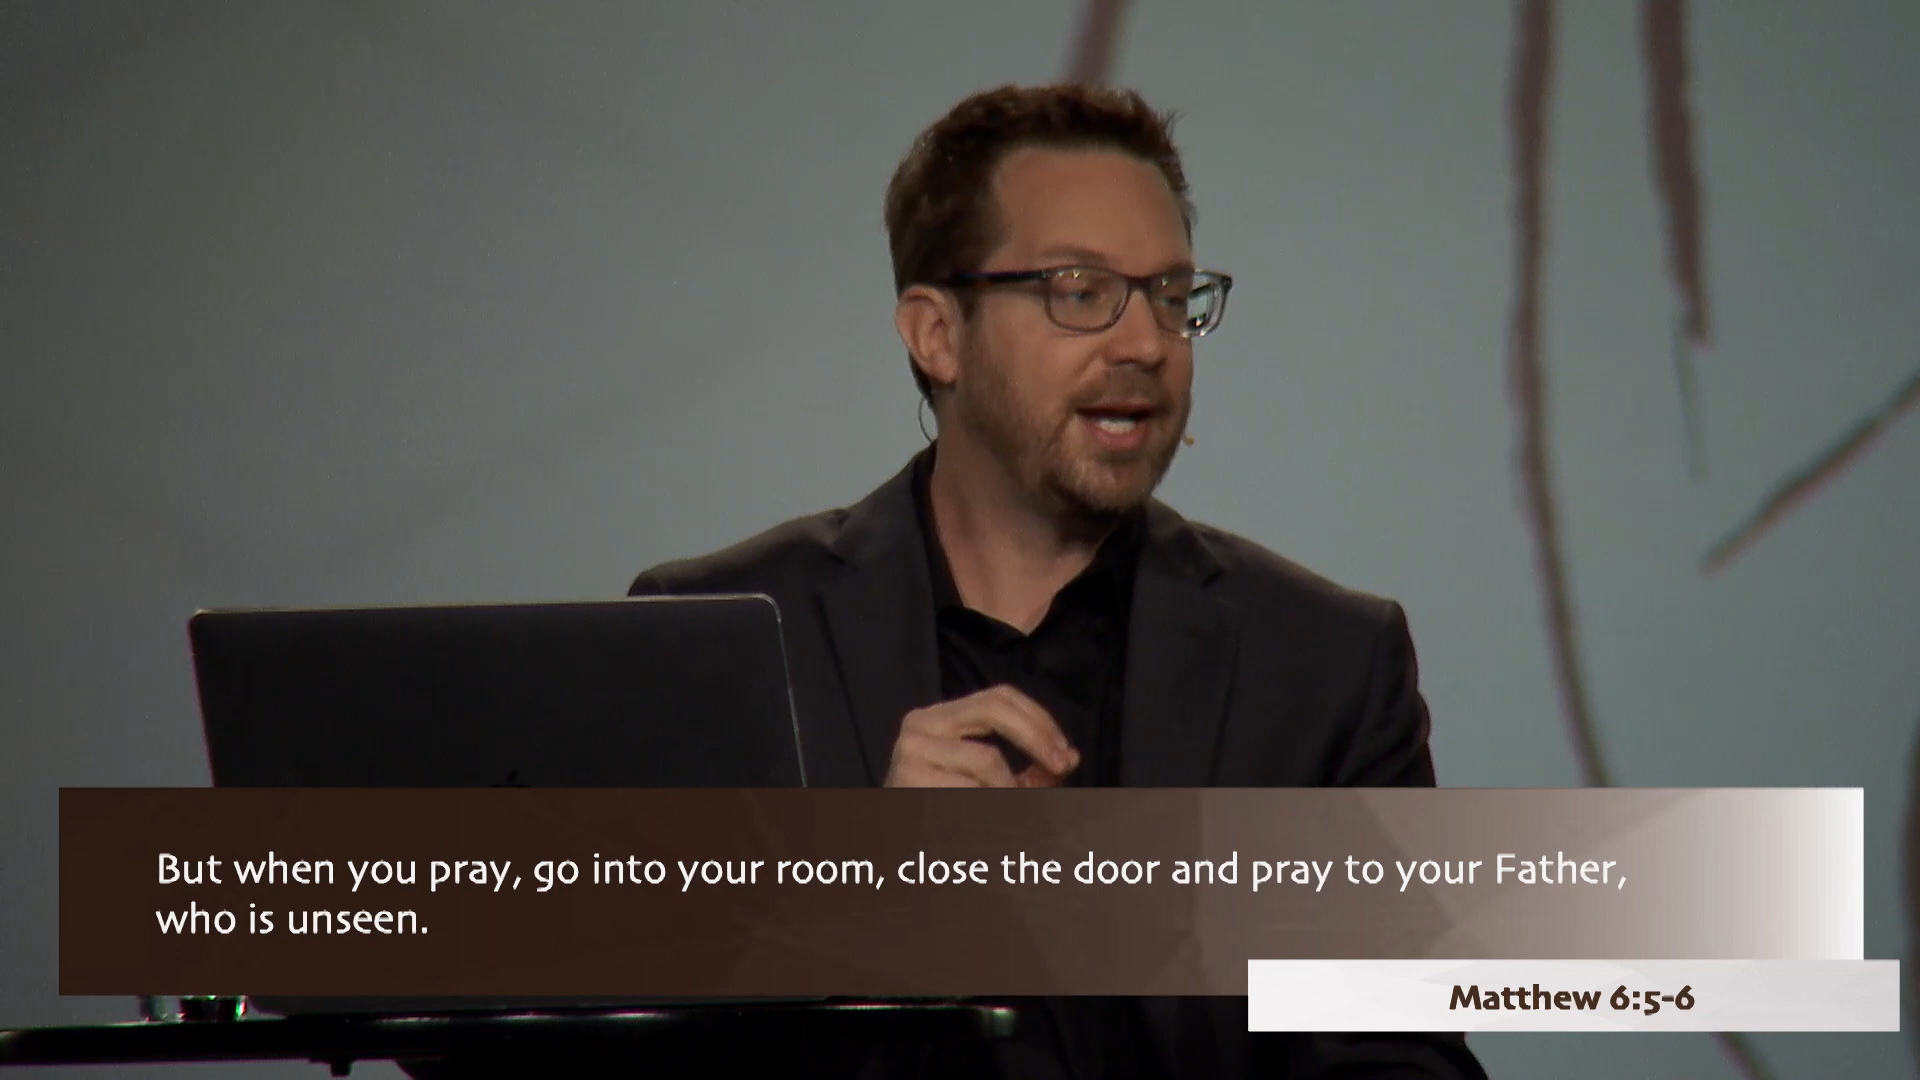 But when you pray, go into your room, close the door and pray to your Father,
who is unseen.
Matthew 6:5-6